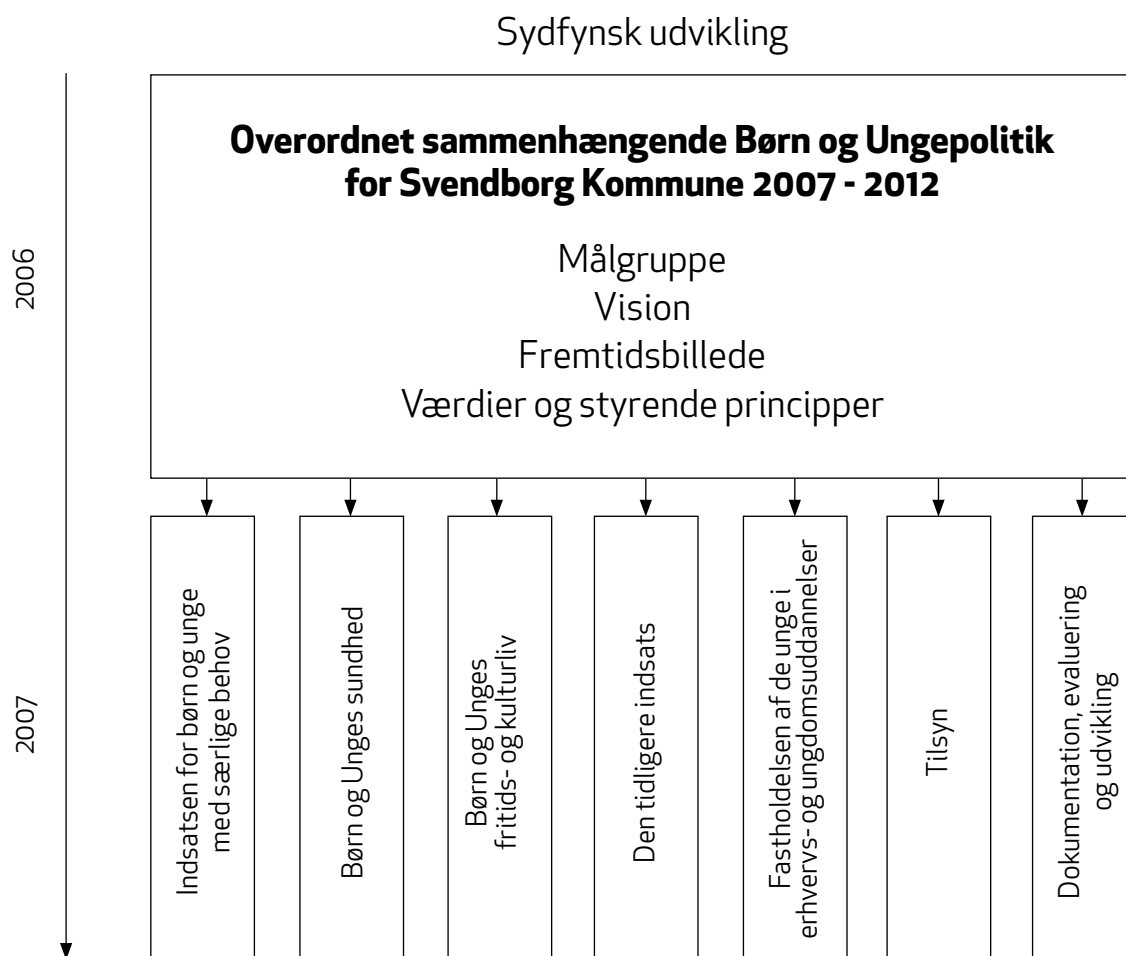 Sydfynsk udvikling
Overordnet sammenhængende Børn og Ungepolitik
for Svendborg Kommune 2007 - 2012
Målgruppe
Vision
Fremtidsbillede
Værdier og styrende principper
2006
2007
Indsatsen for børn og unge
med særlige behov
Børn og Unges sundhed
Børn og Unges
fritids- og kulturliv
Den tidligere indsats
Fastholdelsen af de unge i
erhvervs- og ungdomsuddannelser
Tilsyn
Dokumentation, evaluering
og udvikling